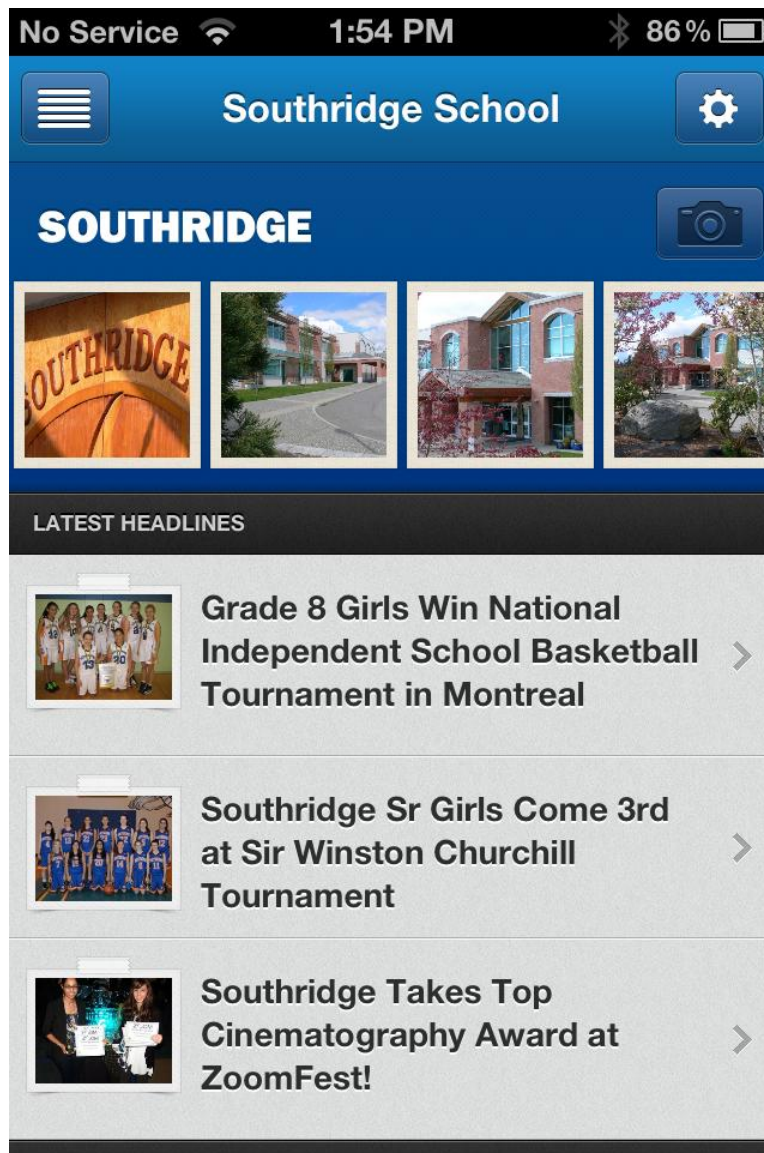 No Service 1:54 PM 86%
Southridge School
SOUTHRIDGE
SOUTHRIDGE
LATEST HEADLINES
Grade 8 Girls Win National
Independent School Basketball
Tournament in Montreal
Southridge Sr Girls Come 3rd
at Sir Winston Churchill
Tournament
Southridge Takes Top
Cinematography Award at
ZoomFest!